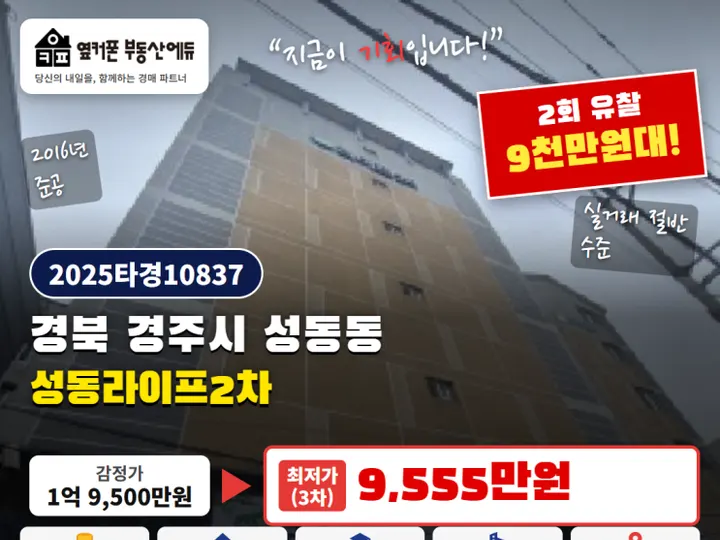 옆커폰 부동산에듀
당신의 내일을, 함께하는 경매 파트너
“지금이 기회입니다!”
2회 유찰
9천만원대!
2016년
준공
실거래 절반
수준
2025타경10837
경북 경주시 성동동
성동라이프2차
감정가
1억 9,500만원
최저가
(3차)
9,555만원